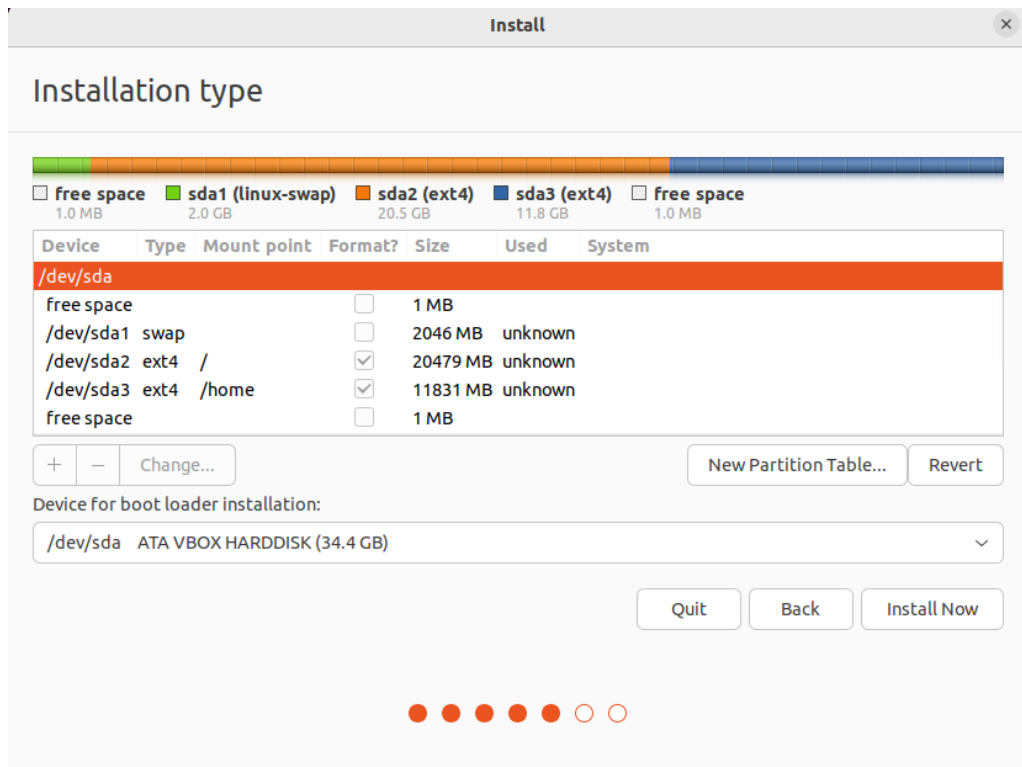 Install
Installation type
free space sda1 (linux-swap) sda2 (ext4) sda3 (ext4) free space
1.0 MB 2.0 GB 20.5 GB 11.8 GB 1.0 MB
Device Type Mount point Format? Size Used System
/dev/sda
free space 1 MB
/dev/sda1 swap 2046 MB unknown
/dev/sda2 ext4 / 20479 MB unknown
/dev/sda3 ext4 /home 11831 MB unknown
free space 1 MB
+ − Change... New Partition Table... Revert
Device for boot loader installation:
/dev/sda ATA VBOX HARDDISK (34.4 GB)
Quit Back Install Now